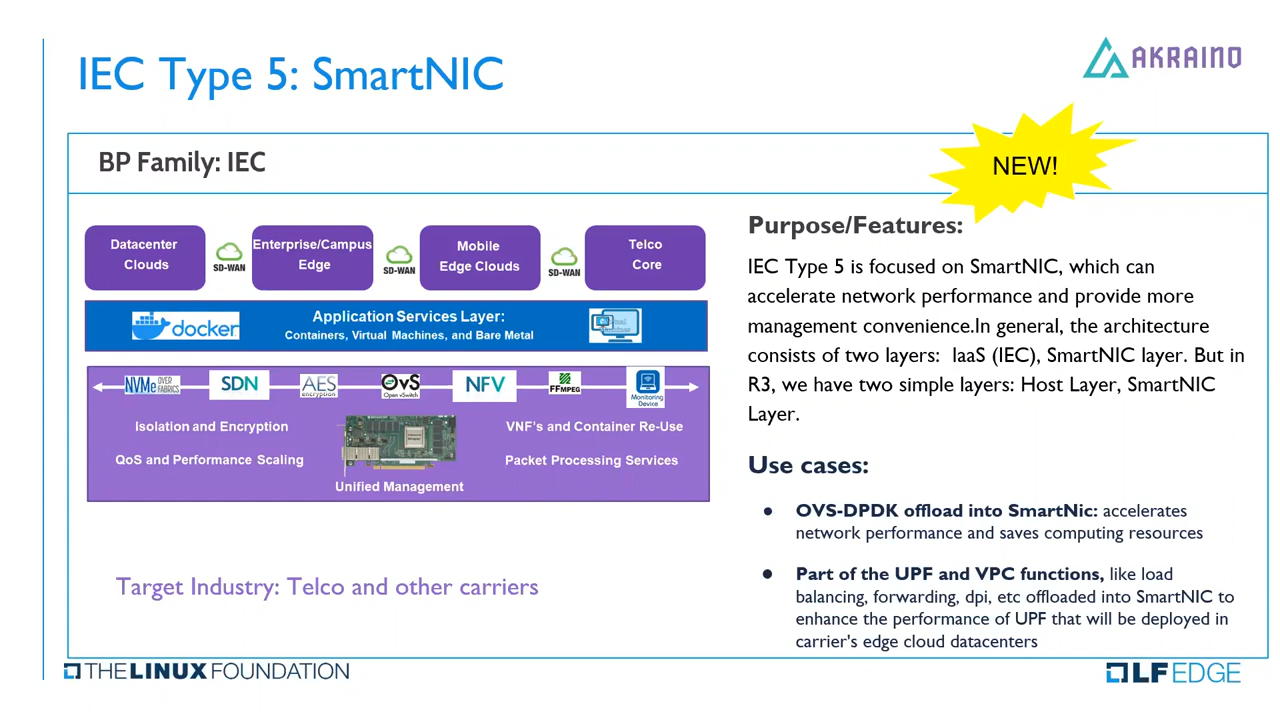 IEC Type 5: SmartNIC
AKRAINO
BP Family: IEC
NEW!
Datacenter
Clouds
SD-WAN
Enterprise/Campus
Edge
SD-WAN
Mobile
Edge Clouds
SD-WAN
Telco
Core
docker
Application Services Layer:
Containers, Virtual Machines, and Bare Metal
NVMe OVER FABRICS
SDN
AES
encryption
OvS
Open vSwitch
NFV
FFMPEG
Monitoring
Device
Isolation and Encryption
VNF's and Container Re-Use
QoS and Performance Scaling
Packet Processing Services
Unified Management
Target Industry: Telco and other carriers
Purpose/Features:
IEC Type 5 is focused on SmartNIC, which can
accelerate network performance and provide more
management convenience.In general, the architecture
consists of two layers: IaaS (IEC), SmartNIC layer. But in
R3, we have two simple layers: Host Layer, SmartNIC
Layer.
Use cases:
● OVS-DPDK offload into SmartNic: accelerates
network performance and saves computing resources
● Part of the UPF and VPC functions, like load
balancing, forwarding, dpi, etc offloaded into SmartNIC to
enhance the performance of UPF that will be deployed in
carrier's edge cloud datacenters
THE LINUX FOUNDATION
LF EDGE